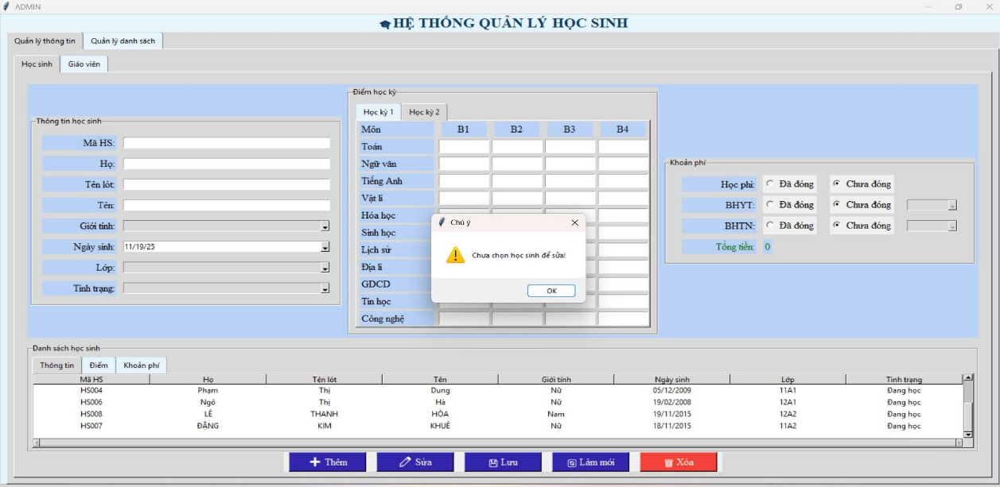 ADMIN
HỆ THỐNG QUẢN LÝ HỌC SINH
Quản lý thông tin Quản lý danh sách
Học sinh Giáo viên
Thông tin học sinh
Mã HS:
Họ:
Tên lót:
Tên:
Giới tính:
Ngày sinh: 11/19/25
Lớp:
Tình trạng:
Điểm học kỳ
Học kỳ 1 Học kỳ 2
Môn B1 B2 B3 B4
Toán
Ngữ văn
Tiếng Anh
Vật lí
Hóa học
Sinh học
Lịch sử
Địa lí
GDCD
Tin học
Công nghệ
Chú ý
Chưa chọn học sinh để sửa!
OK
Khoản phí
Học phí: Đã đóng Chưa đóng
BHYT: Đã đóng Chưa đóng
BHTN: Đã đóng Chưa đóng
Tổng tiền: 0
Danh sách học sinh
Thông tin Điểm Khoản phí
Mã HS Họ Tên lót Tên Giới tính Ngày sinh Lớp Tình trạng
HS004 Phạm Thị Dung Nữ 05/12/2009 11A1 Đang học
HS006 Ngô Thị Hà Nữ 19/02/2008 12A1 Đang học
HS008 LÊ THANH HÒA Nam 19/11/2015 12A2 Đang học
HS007 ĐẶNG KIM KHUÊ Nữ 18/11/2015 11A2 Đang học
Thêm Sửa Lưu Làm mới Xóa